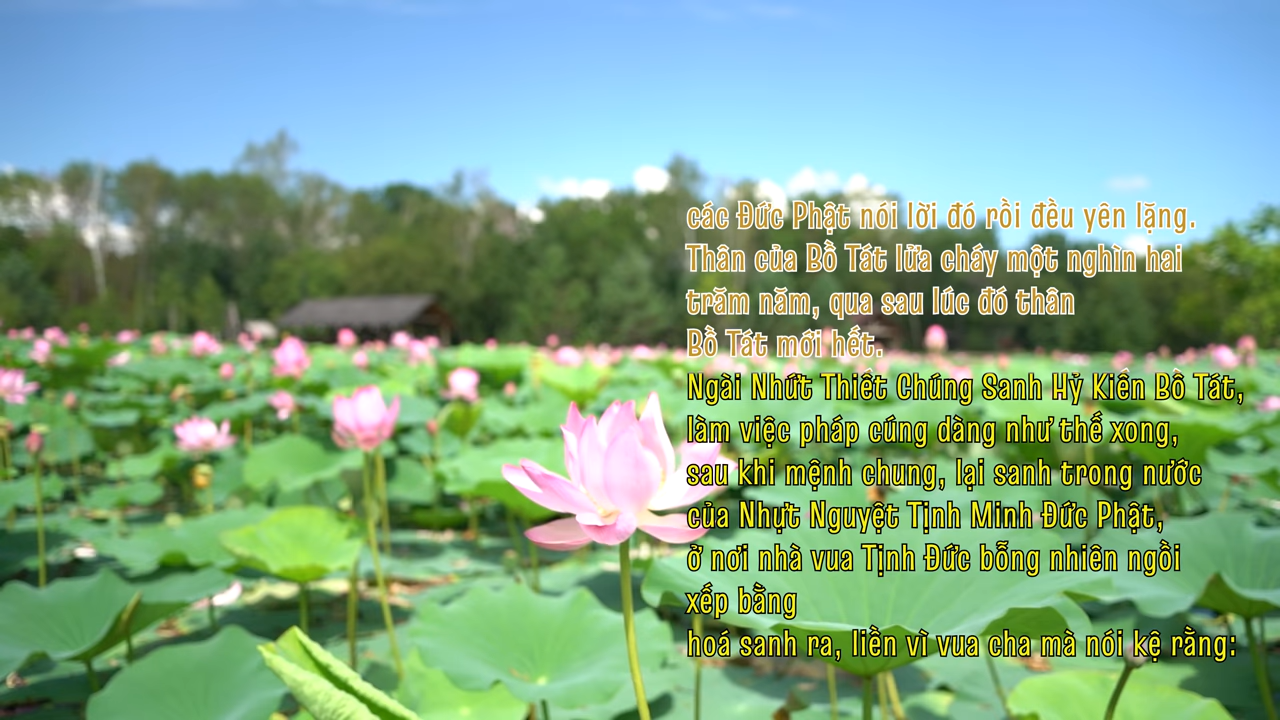 các Đức Phật nói lời đó rồi đều yên lặng.
Thân của Bồ Tát lửa cháy một nghìn hai
trăm năm, qua sau lúc đó thân
Bồ Tát mới hết.
Ngài Nhứt Thiết Chúng Sanh Hỷ Kiến Bồ Tát,
làm việc pháp cúng dàng như thế xong,
sau khi mệnh chung, lại sanh trong nước
của Nhựt Nguyệt Tịnh Minh Đức Phật,
ở nơi nhà vua Tịnh Đức bỗng nhiên ngồi
xếp bằng
hoá sanh ra, liền vì vua cha mà nói kệ rằng: